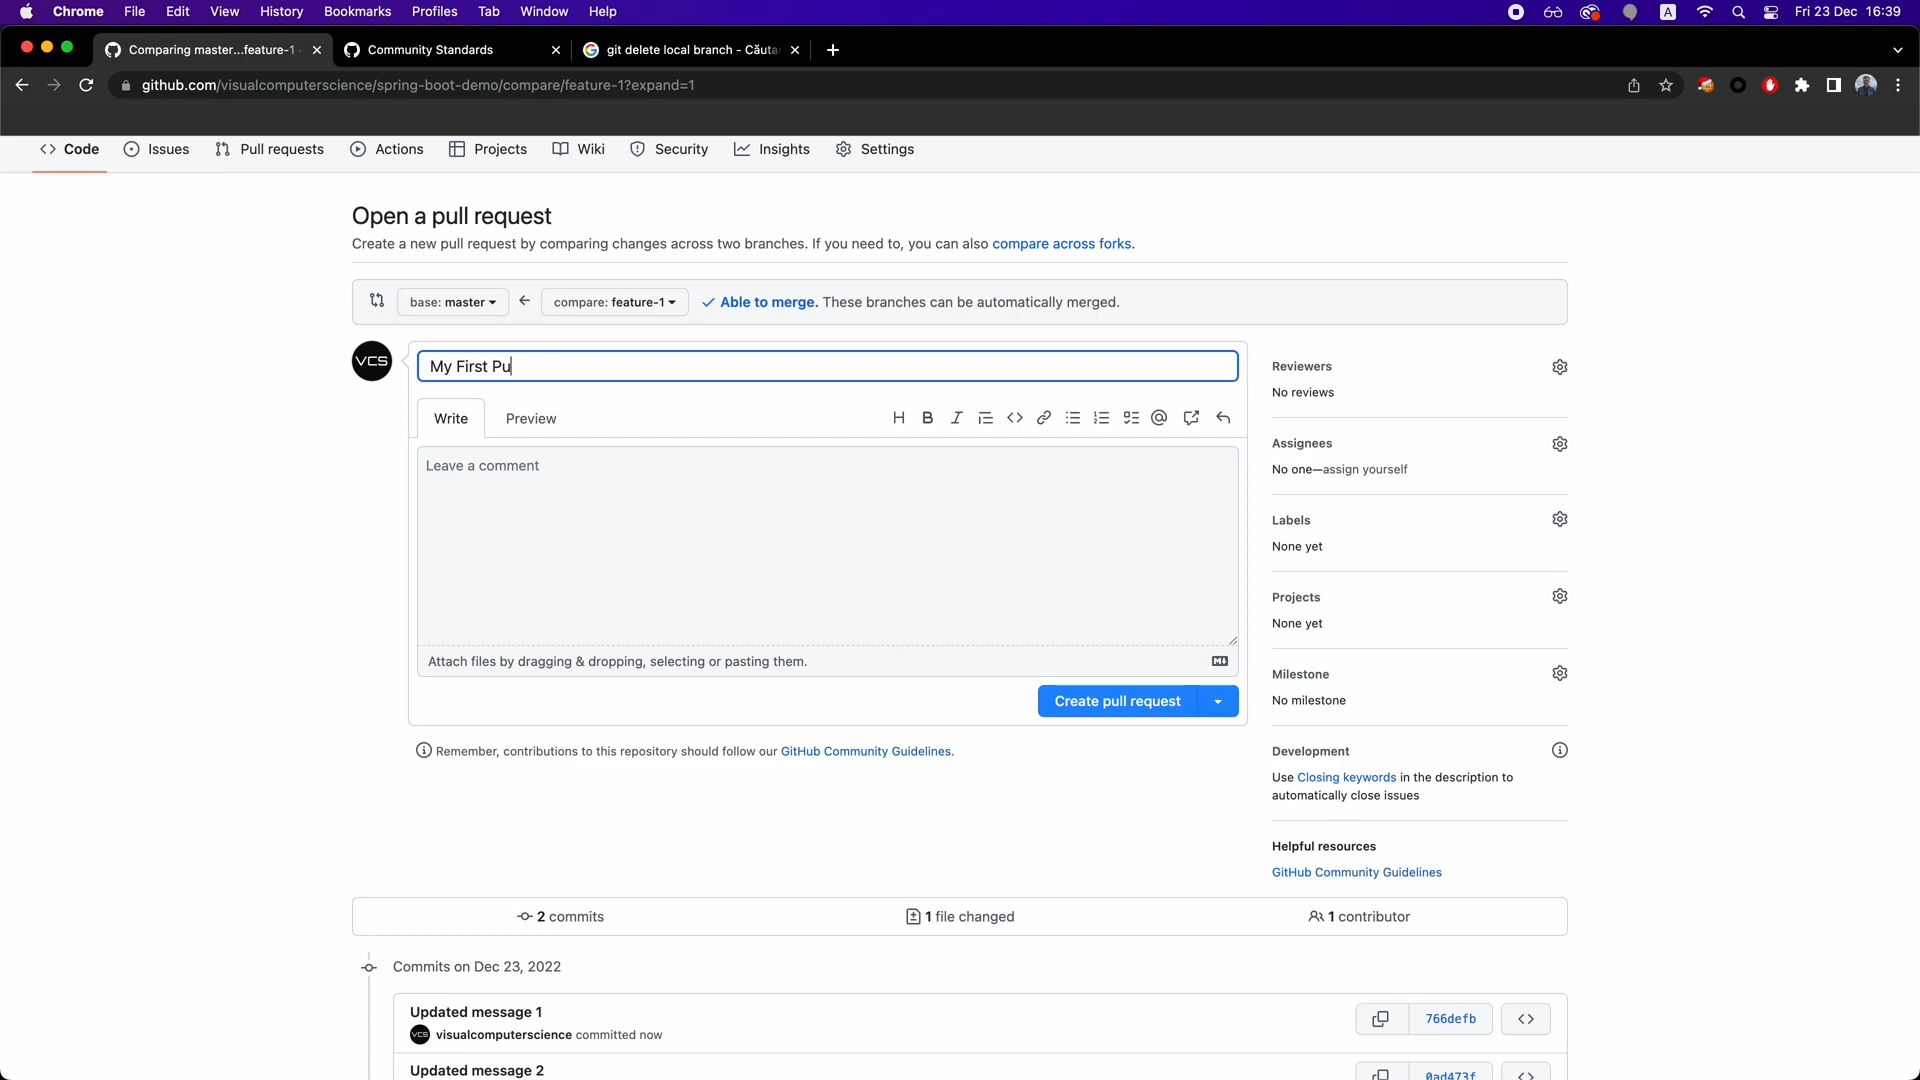 Chrome File Edit View History Bookmarks Profiles Tab Window Help A Fri 23 Dec 16:39
Comparing master...feature-1 Community Standards git delete local branch - Căuta
github.com/visualcomputerscience/spring-boot-demo/compare/feature-1?expand=1
Code Issues Pull requests Actions Projects Wiki Security Insights Settings
Open a pull request
Create a new pull request by comparing changes across two branches. If you need to, you can also compare across forks.
base: master compare: feature-1 Able to merge. These branches can be automatically merged.
VCS
My First Pu
Write Preview
Leave a comment
Attach files by dragging & dropping, selecting or pasting them.
Create pull request
Remember, contributions to this repository should follow our GitHub Community Guidelines.
Reviewers
No reviews
Assignees
No one—assign yourself
Labels
None yet
Projects
None yet
Milestone
No milestone
Development
Use Closing keywords in the description to
automatically close issues
Helpful resources
GitHub Community Guidelines
2 commits 1 file changed 1 contributor
Commits on Dec 23, 2022
Updated message 1
visualcomputerscience committed now
766defb
Updated message 2
0ad473f